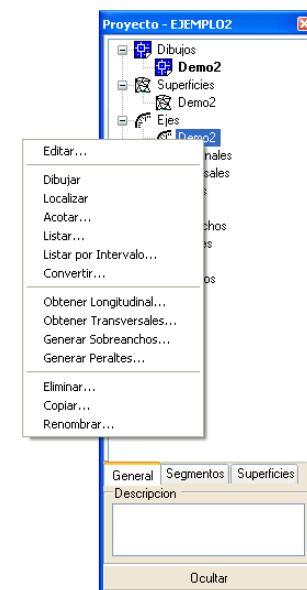 Proyecto - EJEMPLO2
Dibujos
Demo2
Superficies
Demo2
Ejes
Demo2
Editar...
Dibujar
Localizar
Acotar...
Listar...
Listar por Intervalo...
Convertir...
Obtener Longitudinal...
Obtener Transversales...
Generar Sobreanchos...
Generar Peraltes...
Eliminar...
Copiar...
Renombrar...
General Segmentos Superficies
Descripcion
Ocultar